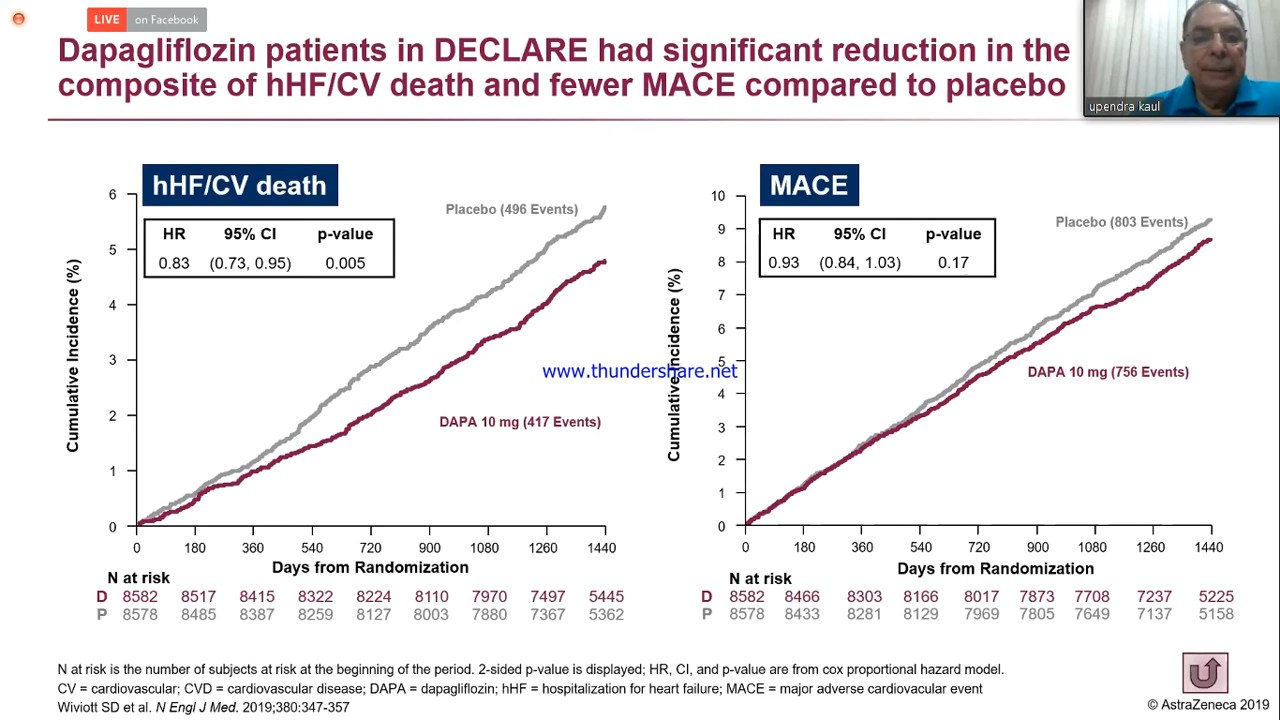 LIVE on Facebook
Dapagliflozin patients in DECLARE had significant reduction in the
composite of hHF/CV death and fewer MACE compared to placebo
upendra kaul
hHF/CV death
HR 95% CI p-value
0.83 (0.73, 0.95) 0.005
Placebo (496 Events)
DAPA 10 mg (417 Events)
Cumulative Incidence (%)
6
5
4
3
2
1
0
0 180 360 540 720 900 1080 1260 1440
Days from Randomization
N at risk
D 8582 8517 8415 8322 8224 8110 7970 7497 5445
P 8578 8485 8387 8259 8127 8003 7880 7367 5362
www.thundershare.net
MACE
HR 95% CI p-value
0.93 (0.84, 1.03) 0.17
Placebo (803 Events)
DAPA 10 mg (756 Events)
Cumulative Incidence (%)
10
9
8
7
6
5
4
3
2
1
0
0 180 360 540 720 900 1080 1260 1440
Days from Randomization
N at risk
D 8582 8466 8303 8166 8017 7873 7708 7237 5225
P 8578 8433 8281 8129 7969 7805 7649 7137 5158
N at risk is the number of subjects at risk at the beginning of the period. 2-sided p-value is displayed; HR, CI, and p-value are from cox proportional hazard model.
CV = cardiovascular; CVD = cardiovascular disease; DAPA = dapagliflozin; hHF = hospitalization for heart failure; MACE = major adverse cardiovascular event
Wiviott SD et al. N Engl J Med. 2019;380:347-357
© AstraZeneca 2019